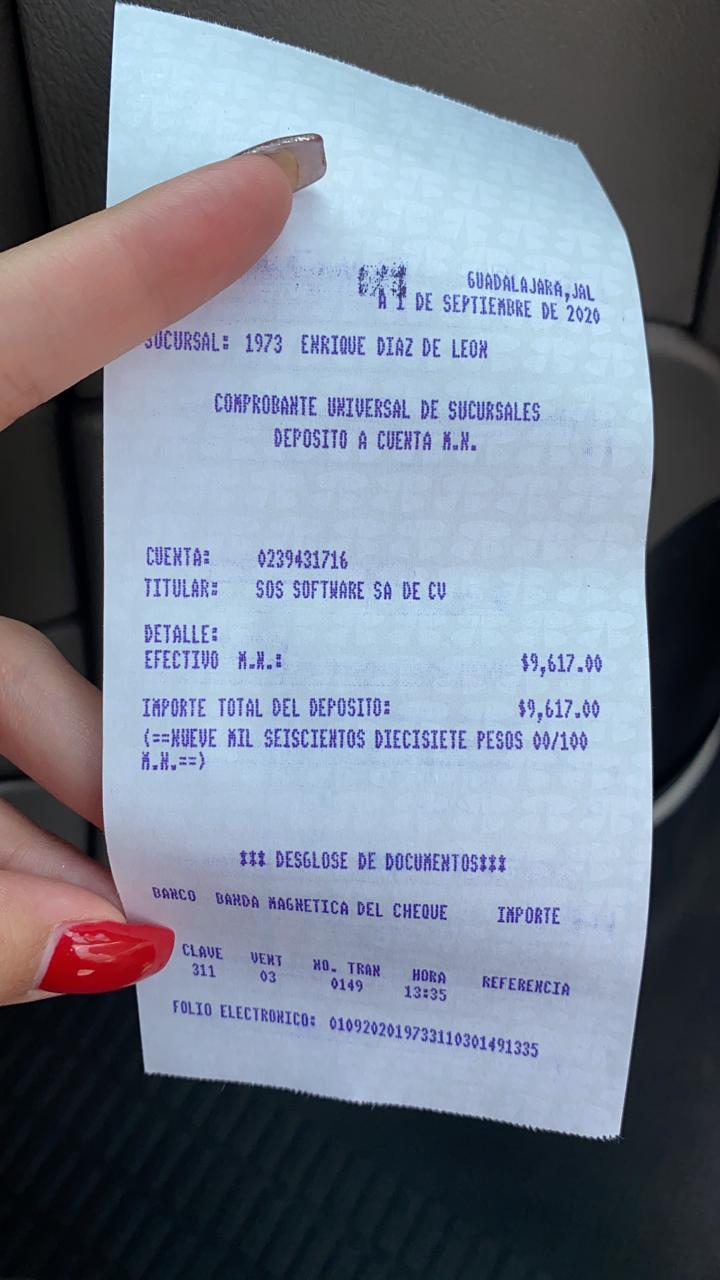 GUADALAJARA,JAL
A 1 DE SEPTIEMBRE DE 2020
SUCURSAL: 1973 ENRIQUE DIAZ DE LEON
COMPROBANTE UNIVERSAL DE SUCURSALES
DEPOSITO A CUENTA M.N.
CUENTA: 0239431716
TITULAR: SOS SOFTWARE SA DE CV
DETALLE:
EFECTIVO M.N.: $9,617.00
IMPORTE TOTAL DEL DEPOSITO: $9,617.00
(==NUEVE MIL SEISCIENTOS DIECISIETE PESOS 00/100
M.N.==)
*** DESGLOSE DE DOCUMENTOS***
BANCO BANDA MAGNETICA DEL CHEQUE IMPORTE
CLAVE VENT NO. TRAN HORA REFERENCIA
311 03 0149 13:35
FOLIO ELECTRONICO: 0109202019733110301491335